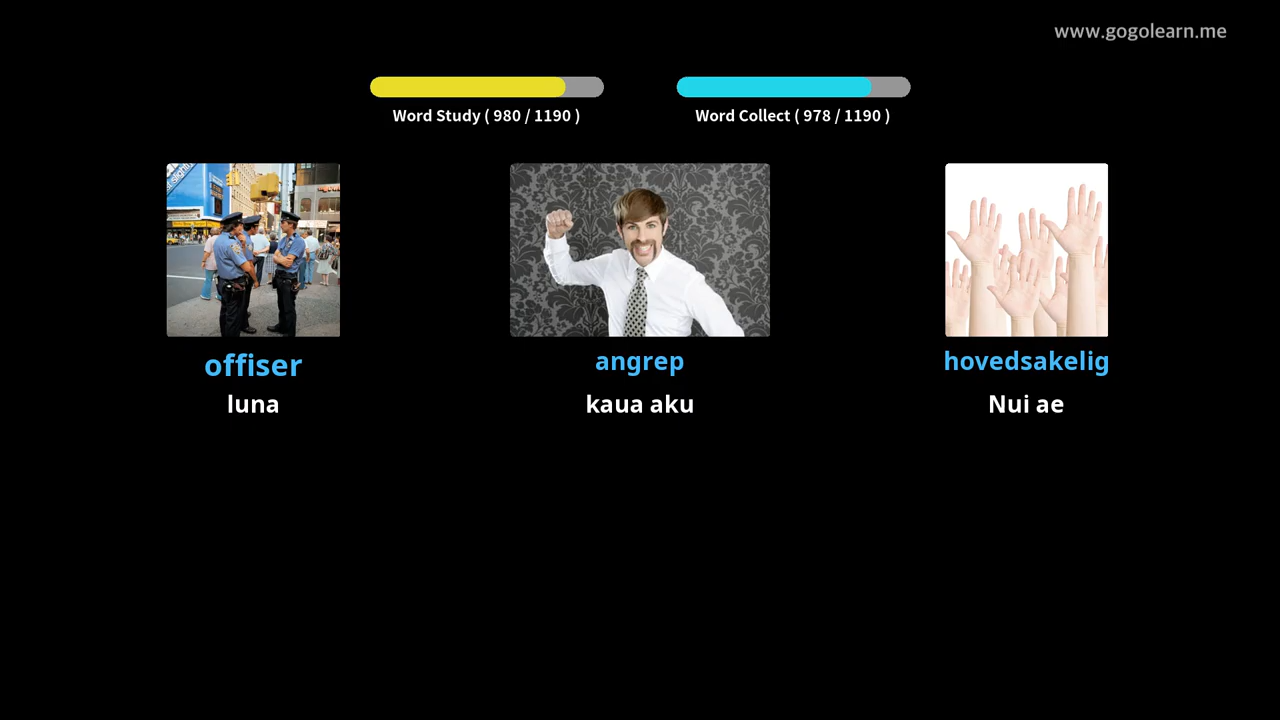 www.gogolearn.me
Word Study ( 980 / 1190 )
Word Collect ( 978 / 1190 )
offiser
angrep
hovedsakelig
luna
kaua aku
Nui ae